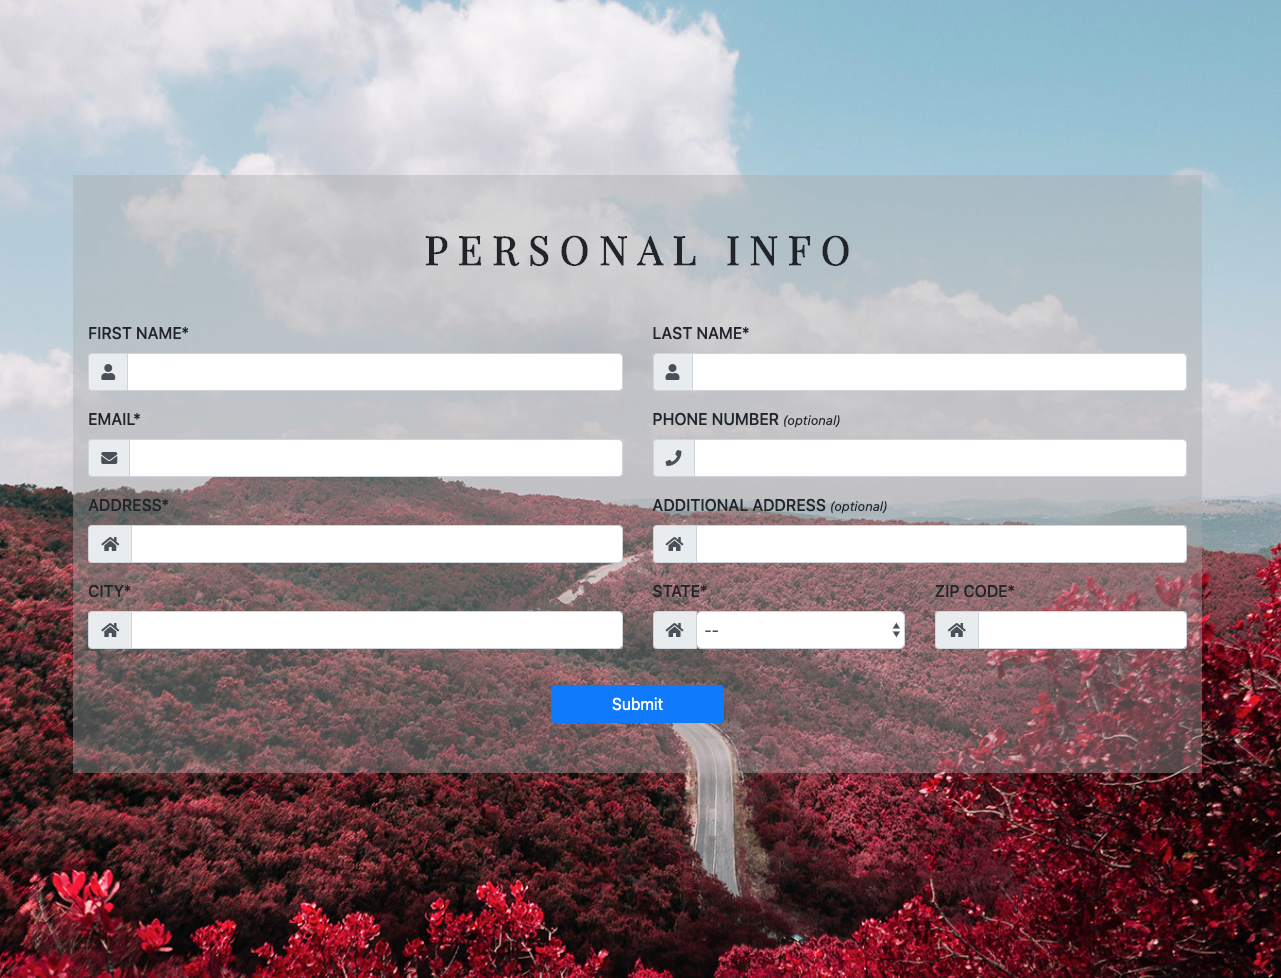 PERSONAL INFO
FIRST NAME*
LAST NAME*
EMAIL*
PHONE NUMBER (optional)
ADDRESS*
ADDITIONAL ADDRESS (optional)
CITY*
STATE*
ZIP CODE*
--
Submit